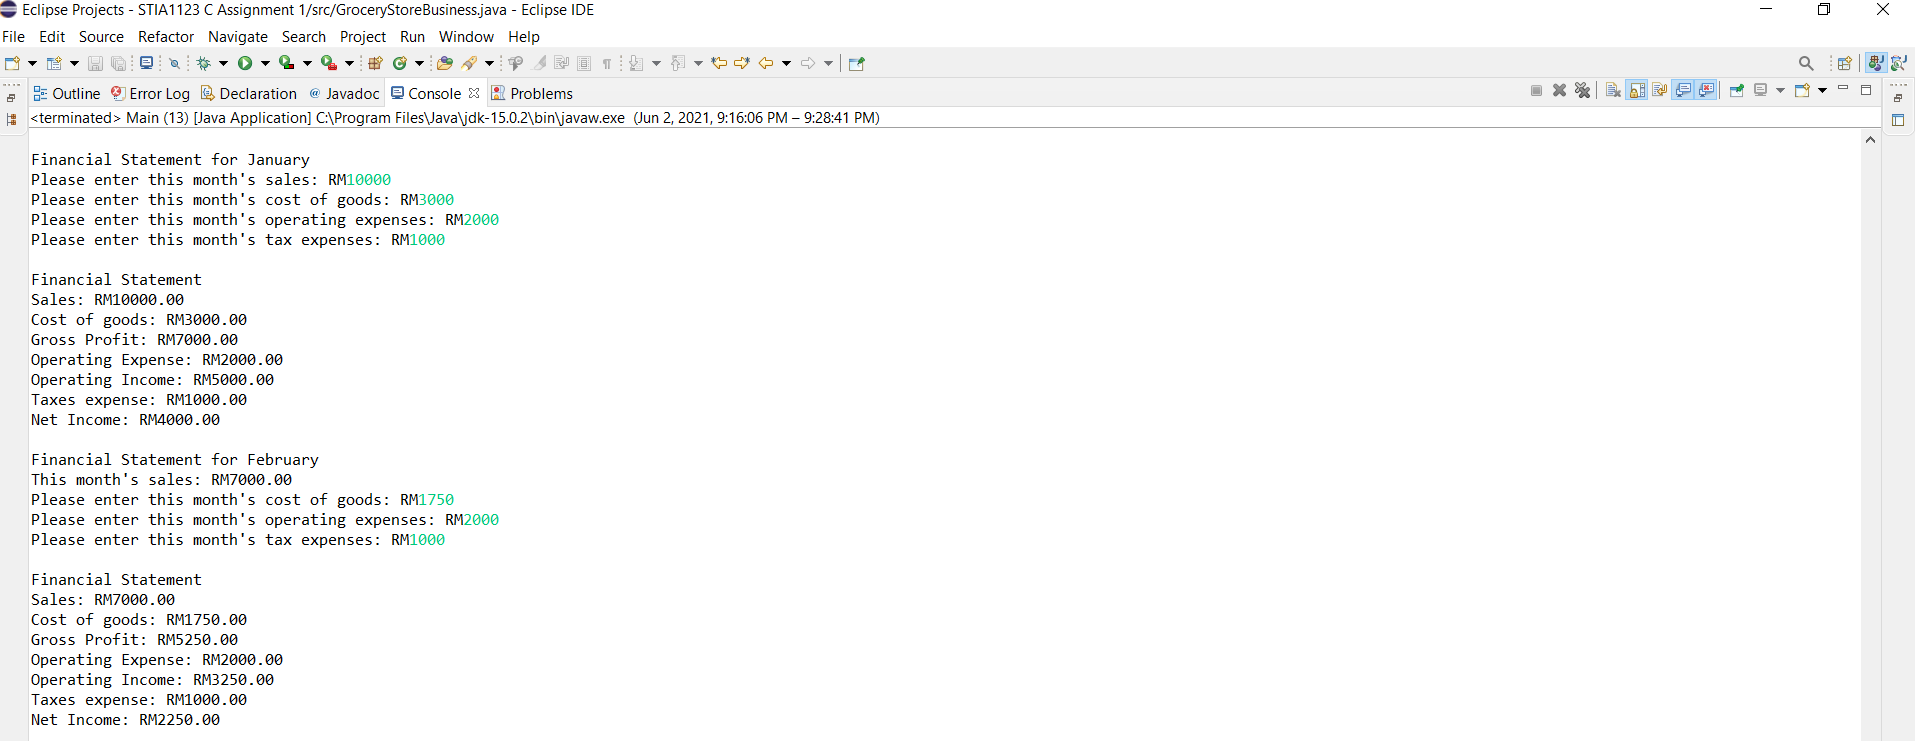 Eclipse Projects - STIA1123 C Assignment 1/src/GroceryStoreBusiness.java - Eclipse IDE
File Edit Source Refactor Navigate Search Project Run Window Help
Outline Error Log Declaration @ Javadoc Console Problems
<terminated> Main (13) [Java Application] C:\Program Files\Java\jdk-15.0.2\bin\javaw.exe (Jun 2, 2021, 9:16:06 PM – 9:28:41 PM)
Financial Statement for January
Please enter this month's sales: RM10000
Please enter this month's cost of goods: RM3000
Please enter this month's operating expenses: RM2000
Please enter this month's tax expenses: RM1000
Financial Statement
Sales: RM10000.00
Cost of goods: RM3000.00
Gross Profit: RM7000.00
Operating Expense: RM2000.00
Operating Income: RM5000.00
Taxes expense: RM1000.00
Net Income: RM4000.00
Financial Statement for February
This month's sales: RM7000.00
Please enter this month's cost of goods: RM1750
Please enter this month's operating expenses: RM2000
Please enter this month's tax expenses: RM1000
Financial Statement
Sales: RM7000.00
Cost of goods: RM1750.00
Gross Profit: RM5250.00
Operating Expense: RM2000.00
Operating Income: RM3250.00
Taxes expense: RM1000.00
Net Income: RM2250.00